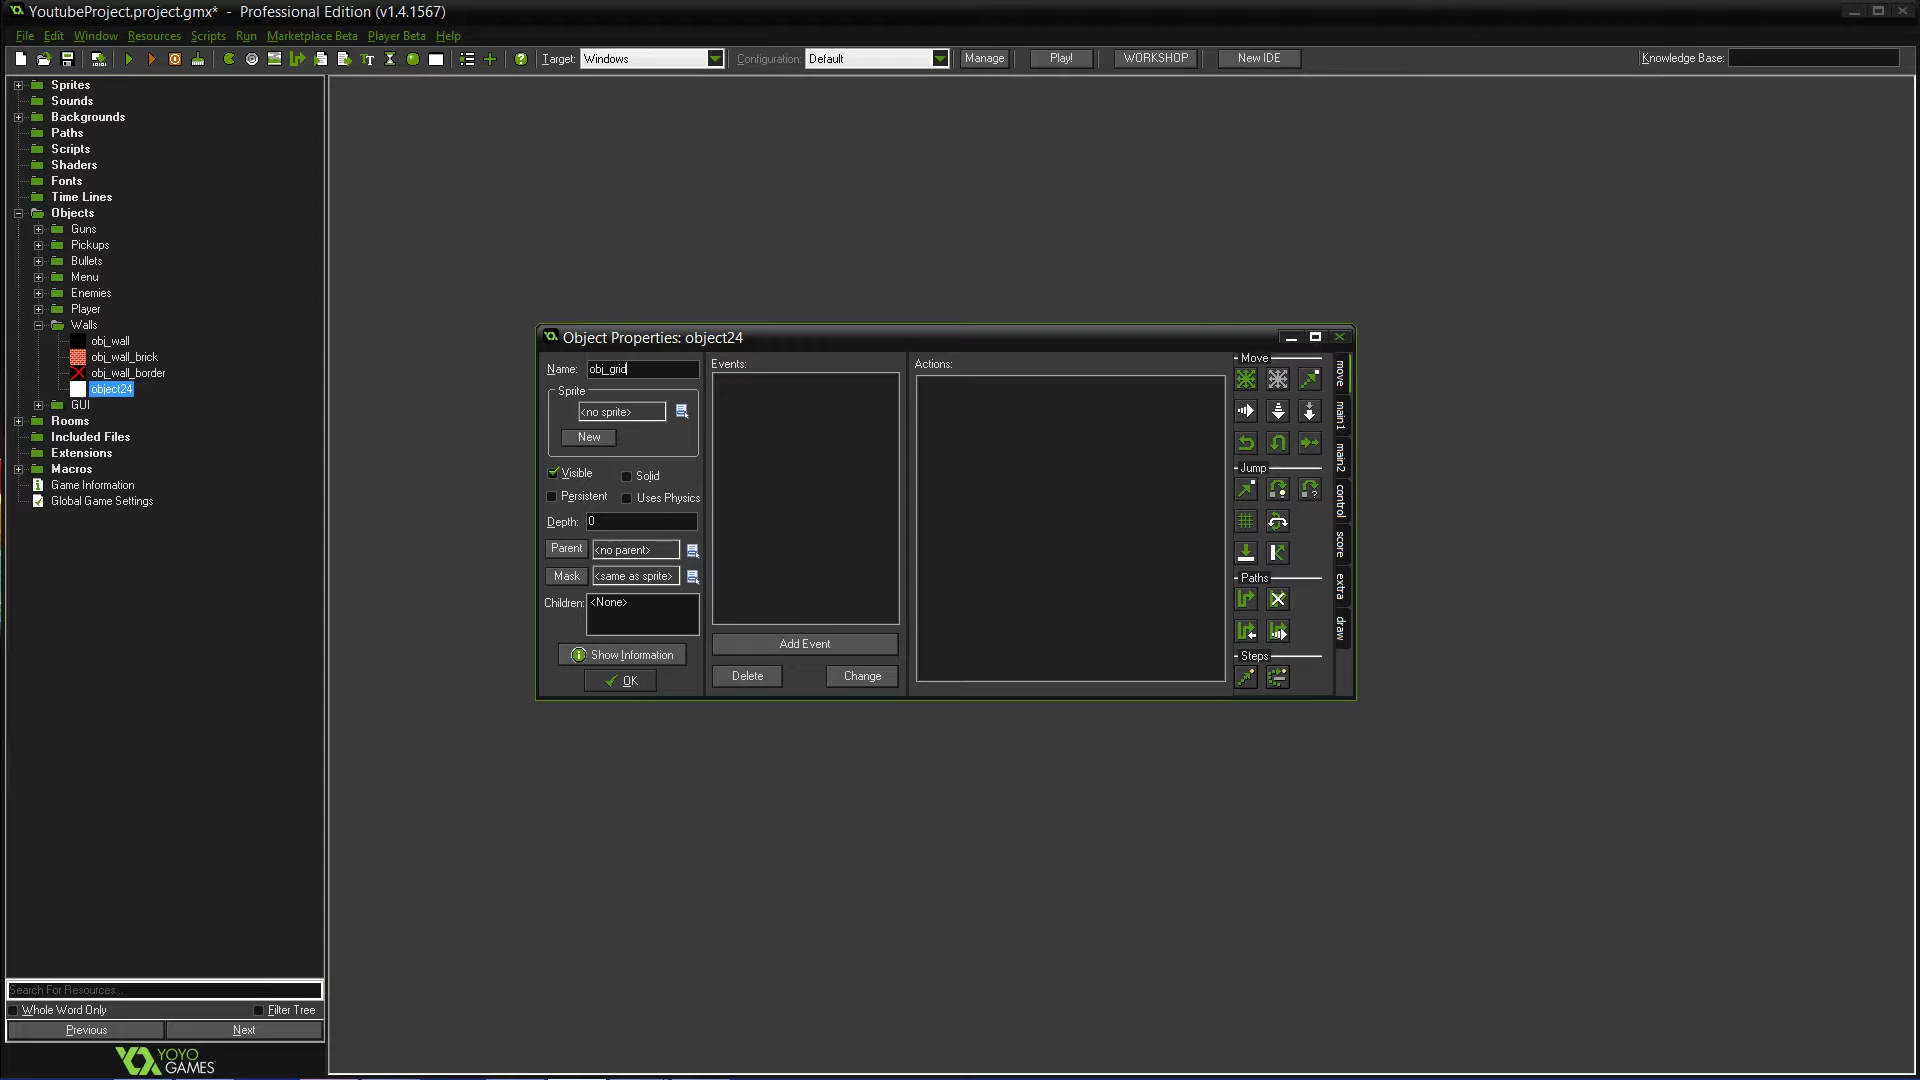 YoutubeProject.project.gmx* - Professional Edition (v1.4.1567)
File Edit Window Resources Scripts Run Marketplace Beta Player Beta Help
Target: Windows Configuration: Default Manage Play! WORKSHOP New IDE Knowledge Base:
Sprites
Sounds
Backgrounds
Paths
Scripts
Shaders
Fonts
Time Lines
Objects
Guns
Pickups
Bullets
Menu
Enemies
Player
Walls
obj_wall
obj_wall_brick
obj_wall_border
object24
GUI
Rooms
Included Files
Extensions
Macros
Game Information
Global Game Settings
Search For Resources...
Whole Word Only Filter Tree
Previous Next
YOYO
GAMES
Object Properties: object24
Name: obj_grid
Sprite
<no sprite>
New
Visible Solid
Persistent Uses Physics
Depth: 0
Parent <no parent>
Mask <same as sprite>
Children: <None>
Show Information
OK
Events:
Add Event
Delete Change
Actions:
Move
Jump
Paths
Steps
move
main1
main2
control
score
extra
draw